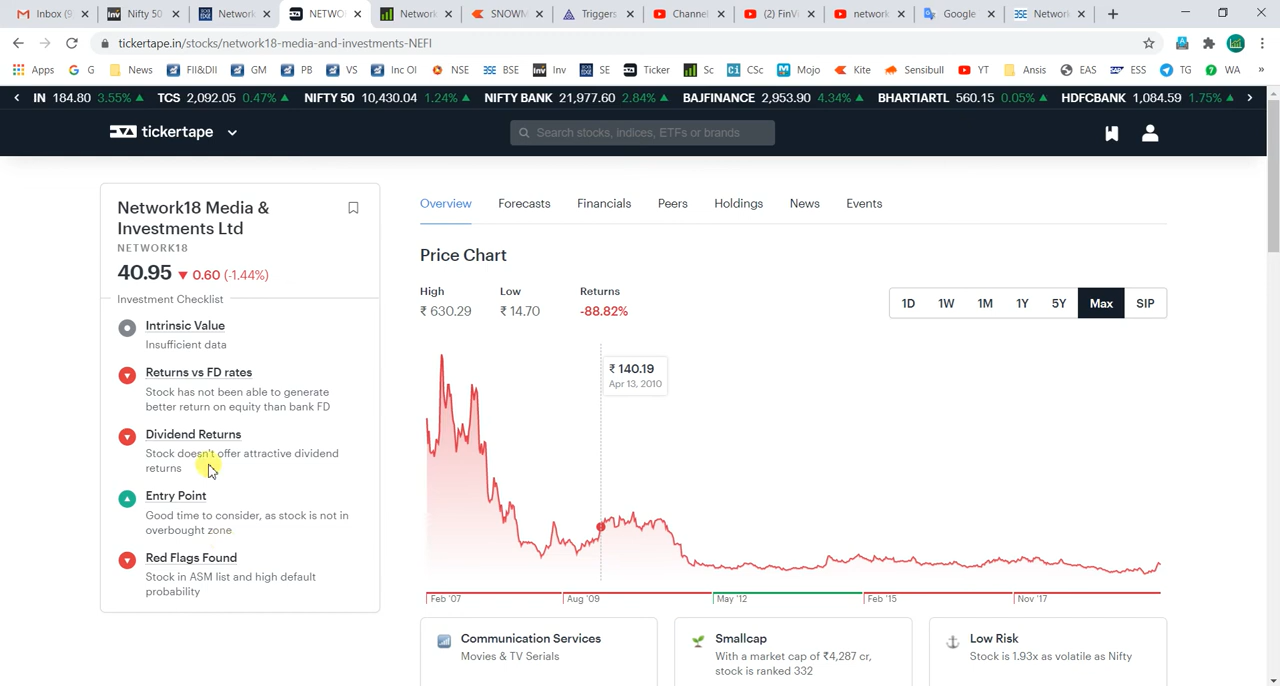 Inbox (9
Nifty 50
Network
NETWO
Network
SNOWM
Triggers
Channel
(2) FinVi
network
Google
Network
tickertape.in/stocks/network18-media-and-investments-NEFI
Apps
G
News
FII&DII
GM
PB
VS
Inc OI
NSE
BSE
Inv
SE
Ticker
Sc
CSc
Mojo
Kite
Sensibull
YT
Ansis
EAS
ESS
TG
WA
IN 184.80 3.55%
TCS 2,092.05 0.47%
NIFTY 50 10,430.04 1.24%
NIFTY BANK 21,977.60 2.84%
BAJFINANCE 2,953.90 4.34%
BHARTIARTL 560.15 0.05%
HDFCBANK 1,084.59 1.75%
tickertape
Search stocks, indices, ETFs or brands
Network18 Media &
Investments Ltd
NETWORK18
40.95 ▼ 0.60 (-1.44%)
Investment Checklist
Intrinsic Value
Insufficient data
Returns vs FD rates
Stock has not been able to generate
better return on equity than bank FD
Dividend Returns
Stock doesn't offer attractive dividend
returns
Entry Point
Good time to consider, as stock is not in
overbought zone
Red Flags Found
Stock in ASM list and high default
probability
Overview
Forecasts
Financials
Peers
Holdings
News
Events
Price Chart
High
₹ 630.29
Low
₹ 14.70
Returns
-88.82%
1D
1W
1M
1Y
5Y
Max
SIP
₹ 140.19
Apr 13, 2010
Feb '07
Aug '09
May '12
Feb '15
Nov '17
Communication Services
Movies & TV Serials
Smallcap
With a market cap of ₹4,287 cr,
stock is ranked 332
Low Risk
Stock is 1.93x as volatile as Nifty